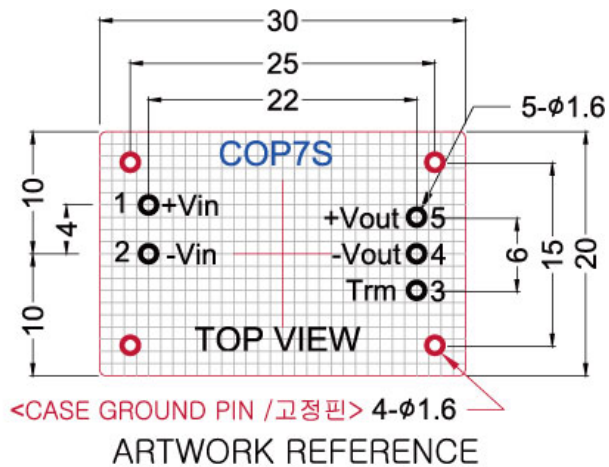 30
25
22
5-ϕ1.6
COP7S
10
1 +Vin
+Vout 5
4
2 -Vin
-Vout 4
6
15
20
Trm 3
10
TOP VIEW
<CASE GROUND PIN /고정핀> 4-ϕ1.6
ARTWORK REFERENCE